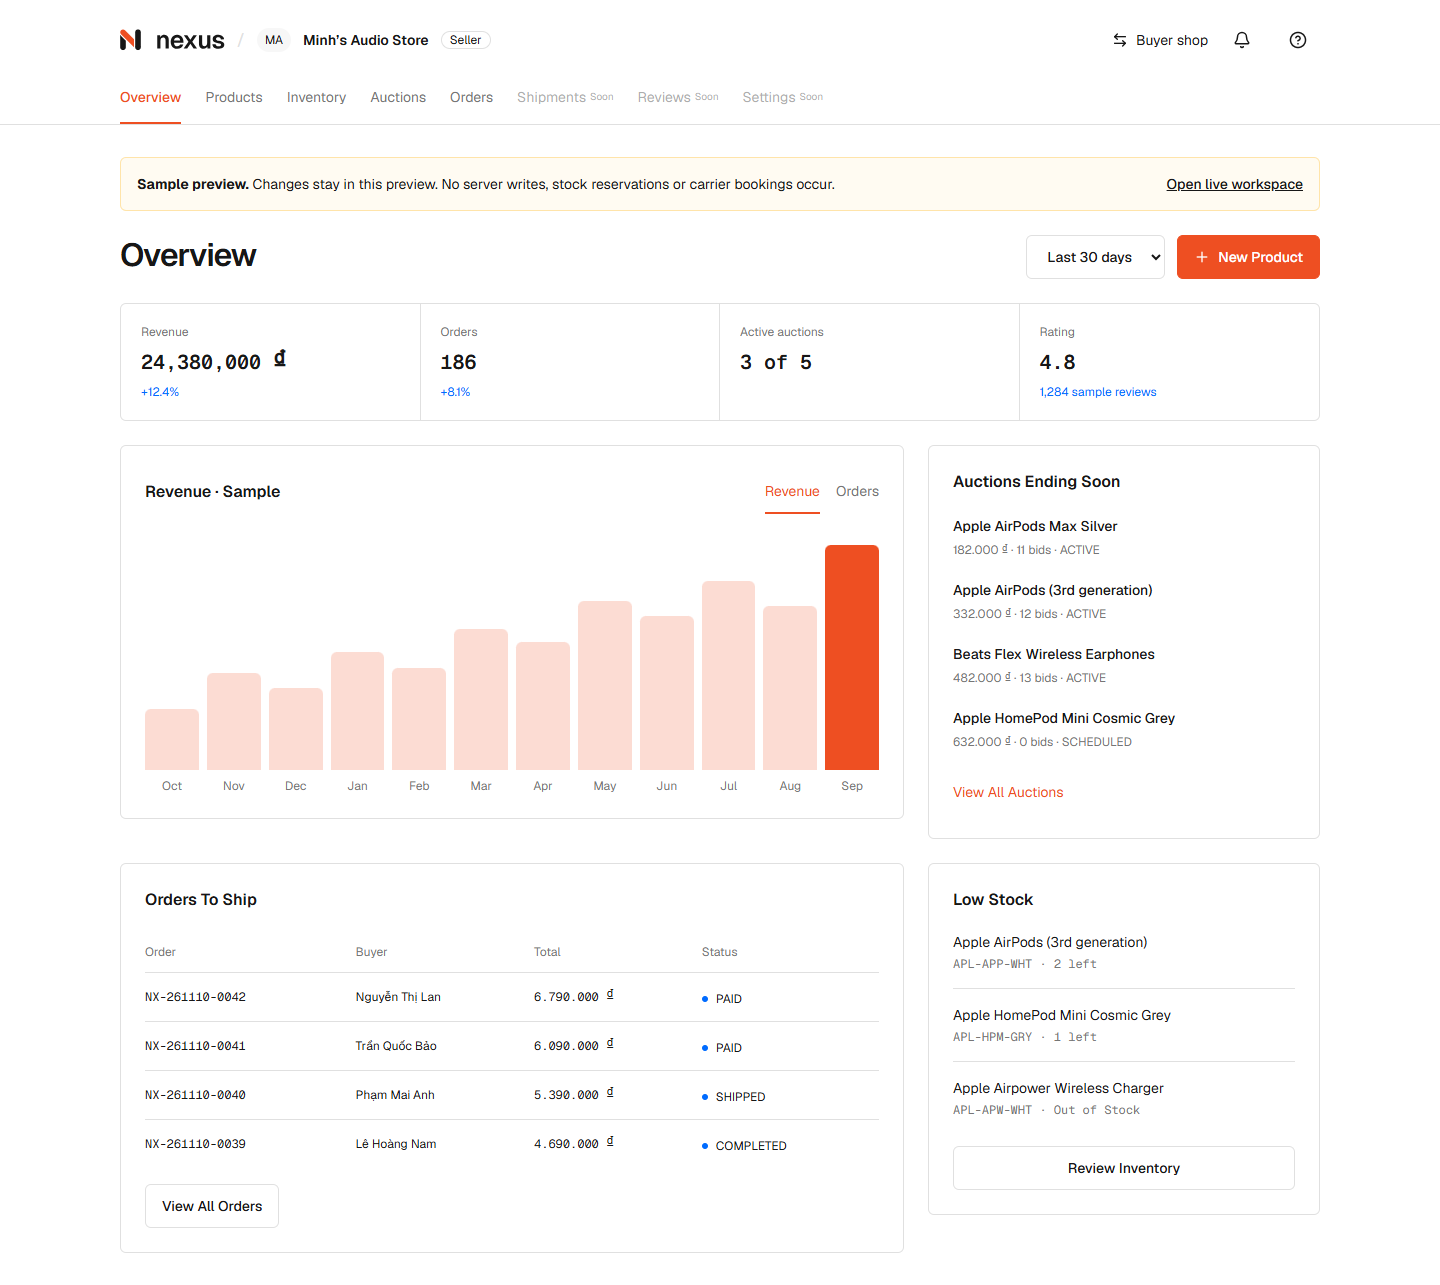 nexus / MA Minh's Audio Store Seller
Buyer shop
Overview Products Inventory Auctions Orders Shipments Soon Reviews Soon Settings Soon
Sample preview. Changes stay in this preview. No server writes, stock reservations or carrier bookings occur.
Open live workspace
Overview
Last 30 days
+ New Product
Revenue
24,380,000 ₫
+12.4%
Orders
186
+8.1%
Active auctions
3 of 5
Rating
4.8
1,284 sample reviews
Revenue · Sample
Revenue Orders
Oct Nov Dec Jan Feb Mar Apr May Jun Jul Aug Sep
Auctions Ending Soon
Apple AirPods Max Silver
182.000 ₫ · 11 bids · ACTIVE
Apple AirPods (3rd generation)
332.000 ₫ · 12 bids · ACTIVE
Beats Flex Wireless Earphones
482.000 ₫ · 13 bids · ACTIVE
Apple HomePod Mini Cosmic Grey
632.000 ₫ · 0 bids · SCHEDULED
View All Auctions
Orders To Ship
Order Buyer Total Status
NX-261110-0042 Nguyễn Thị Lan 6.790.000 ₫ PAID
NX-261110-0041 Trần Quốc Bảo 6.090.000 ₫ PAID
NX-261110-0040 Phạm Mai Anh 5.390.000 ₫ SHIPPED
NX-261110-0039 Lê Hoàng Nam 4.690.000 ₫ COMPLETED
View All Orders
Low Stock
Apple AirPods (3rd generation)
APL-APP-WHT · 2 left
Apple HomePod Mini Cosmic Grey
APL-HPM-GRY · 1 left
Apple Airpower Wireless Charger
APL-APW-WHT · Out of Stock
Review Inventory